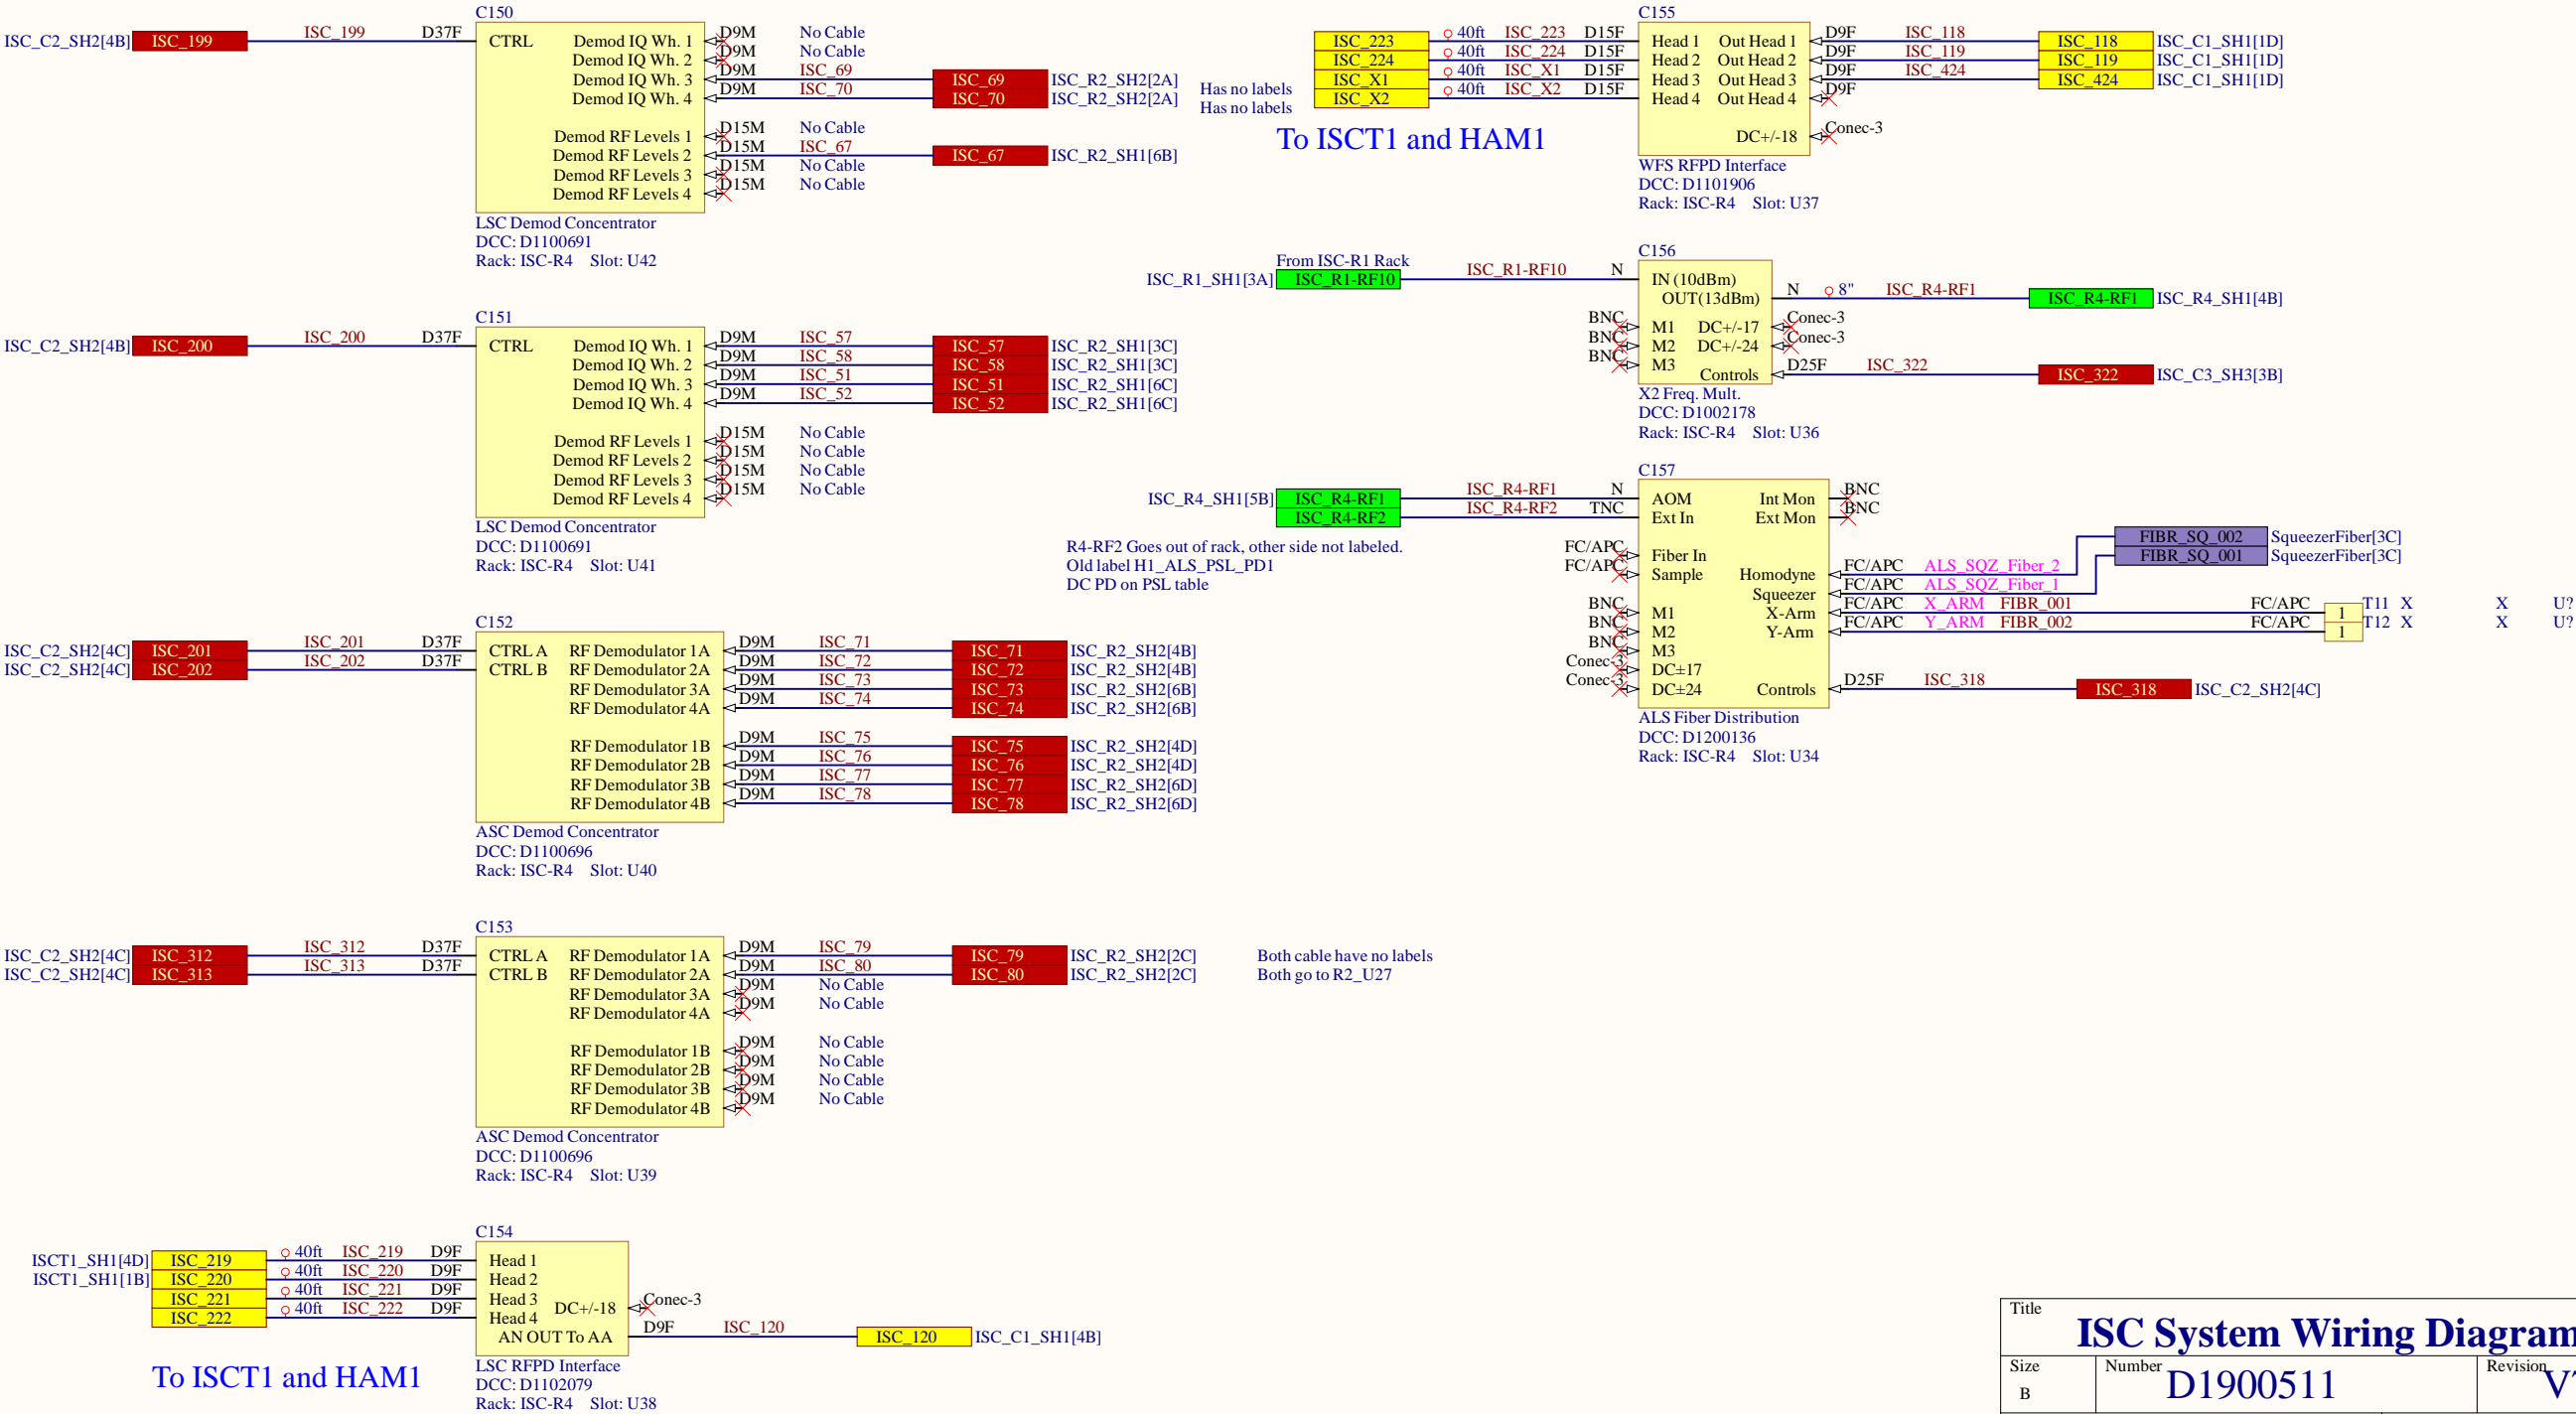 C150
ISC_C2_SH2[4B] ISC_199 ISC_199 D37F CTRL Demod IQ Wh. 1 D9M No Cable
Demod IQ Wh. 2 D9M No Cable
Demod IQ Wh. 3 D9M ISC_69 ISC_69 ISC_R2_SH2[2A]
Demod IQ Wh. 4 D9M ISC_70 ISC_70 ISC_R2_SH2[2A]
Demod RF Levels 1 D15M No Cable
Demod RF Levels 2 D15M ISC_67 ISC_67 ISC_R2_SH1[6B]
Demod RF Levels 3 D15M No Cable
Demod RF Levels 4 D15M No Cable
LSC Demod Concentrator
DCC: D1100691
Rack: ISC-R4 Slot: U42
C151
ISC_C2_SH2[4B] ISC_200 ISC_200 D37F CTRL Demod IQ Wh. 1 D9M ISC_57 ISC_57 ISC_R2_SH1[3C]
Demod IQ Wh. 2 D9M ISC_58 ISC_58 ISC_R2_SH1[3C]
Demod IQ Wh. 3 D9M ISC_51 ISC_51 ISC_R2_SH1[6C]
Demod IQ Wh. 4 D9M ISC_52 ISC_52 ISC_R2_SH1[6C]
Demod RF Levels 1 D15M No Cable
Demod RF Levels 2 D15M No Cable
Demod RF Levels 3 D15M No Cable
Demod RF Levels 4 D15M No Cable
LSC Demod Concentrator
DCC: D1100691
Rack: ISC-R4 Slot: U41
C152
ISC_C2_SH2[4C] ISC_201 ISC_201 D37F CTRL A RF Demodulator 1A D9M ISC_71 ISC_71 ISC_R2_SH2[4B]
ISC_C2_SH2[4C] ISC_202 ISC_202 D37F CTRL B RF Demodulator 2A D9M ISC_72 ISC_72 ISC_R2_SH2[4B]
RF Demodulator 3A D9M ISC_73 ISC_73 ISC_R2_SH2[6B]
RF Demodulator 4A D9M ISC_74 ISC_74 ISC_R2_SH2[6B]
RF Demodulator 1B D9M ISC_75 ISC_75 ISC_R2_SH2[4D]
RF Demodulator 2B D9M ISC_76 ISC_76 ISC_R2_SH2[4D]
RF Demodulator 3B D9M ISC_77 ISC_77 ISC_R2_SH2[6D]
RF Demodulator 4B D9M ISC_78 ISC_78 ISC_R2_SH2[6D]
ASC Demod Concentrator
DCC: D1100696
Rack: ISC-R4 Slot: U40
C153
ISC_C2_SH2[4C] ISC_312 ISC_312 D37F CTRL A RF Demodulator 1A D9M ISC_79 ISC_79 ISC_R2_SH2[2C] Both cable have no labels
ISC_C2_SH2[4C] ISC_313 ISC_313 D37F CTRL B RF Demodulator 2A D9M ISC_80 ISC_80 ISC_R2_SH2[2C] Both go to R2_U27
RF Demodulator 3A D9M No Cable
RF Demodulator 4A D9M No Cable
RF Demodulator 1B D9M No Cable
RF Demodulator 2B D9M No Cable
RF Demodulator 3B D9M No Cable
RF Demodulator 4B D9M No Cable
ASC Demod Concentrator
DCC: D1100696
Rack: ISC-R4 Slot: U39
C154
ISCT1_SH1[4D] ISC_219 40ft ISC_219 D9F Head 1
ISCT1_SH1[1B] ISC_220 40ft ISC_220 D9F Head 2
ISC_221 40ft ISC_221 D9F Head 3
ISC_222 40ft ISC_222 D9F Head 4
DC+/-18 Conec-3
AN OUT To AA D9F ISC_120 ISC_120 ISC_C1_SH1[4B]
LSC RFPD Interface
DCC: D1102079
Rack: ISC-R4 Slot: U38
To ISCT1 and HAM1
C155
ISC_223 40ft ISC_223 D15F Head 1 Out Head 1 D9F ISC_118 ISC_118 ISC_C1_SH1[1D]
ISC_224 40ft ISC_224 D15F Head 2 Out Head 2 D9F ISC_119 ISC_119 ISC_C1_SH1[1D]
Has no labels ISC_X1 40ft ISC_X1 D15F Head 3 Out Head 3 D9F ISC_424 ISC_424 ISC_C1_SH1[1D]
Has no labels ISC_X2 40ft ISC_X2 D15F Head 4 Out Head 4 D9F
To ISCT1 and HAM1
DC+/-18 Conec-3
WFS RFPD Interface
DCC: D1101906
Rack: ISC-R4 Slot: U37
C156
From ISC-R1 Rack
ISC_R1_SH1[3A] ISC_R1-RF10 ISC_R1-RF10 N IN (10dBm)
OUT(13dBm) N 8" ISC_R4-RF1 ISC_R4-RF1 ISC_R4_SH1[4B]
BNC M1 DC+/-17 Conec-3
BNC M2 DC+/-24 Conec-3
BNC M3
Controls D25F ISC_322 ISC_322 ISC_C3_SH3[3B]
X2 Freq. Mult.
DCC: D1002178
Rack: ISC-R4 Slot: U36
C157
ISC_R4_SH1[5B] ISC_R4-RF1 ISC_R4-RF1 N AOM Int Mon BNC
ISC_R4-RF2 ISC_R4-RF2 TNC Ext In Ext Mon BNC
R4-RF2 Goes out of rack, other side not labeled.
Old label H1_ALS_PSL_PD1
DC PD on PSL table
FIBR_SQ_002 SqueezerFiber[3C]
FIBR_SQ_001 SqueezerFiber[3C]
FC/APC Fiber In
FC/APC Sample Homodyne FC/APC ALS_SQZ_Fiber_2
Squeezer FC/APC ALS_SQZ_Fiber_1
BNC M1 X-Arm FC/APC X_ARM FIBR_001 FC/APC 1 T11 X X U?
BNC M2 Y-Arm FC/APC Y_ARM FIBR_002 FC/APC 1 T12 X X U?
BNC M3
Conec-3 DC±17
Conec-3 DC±24 Controls D25F ISC_318 ISC_318 ISC_C2_SH2[4C]
ALS Fiber Distribution
DCC: D1200136
Rack: ISC-R4 Slot: U34
Title
ISC System Wiring Diagram
Size Number Revision
B D1900511